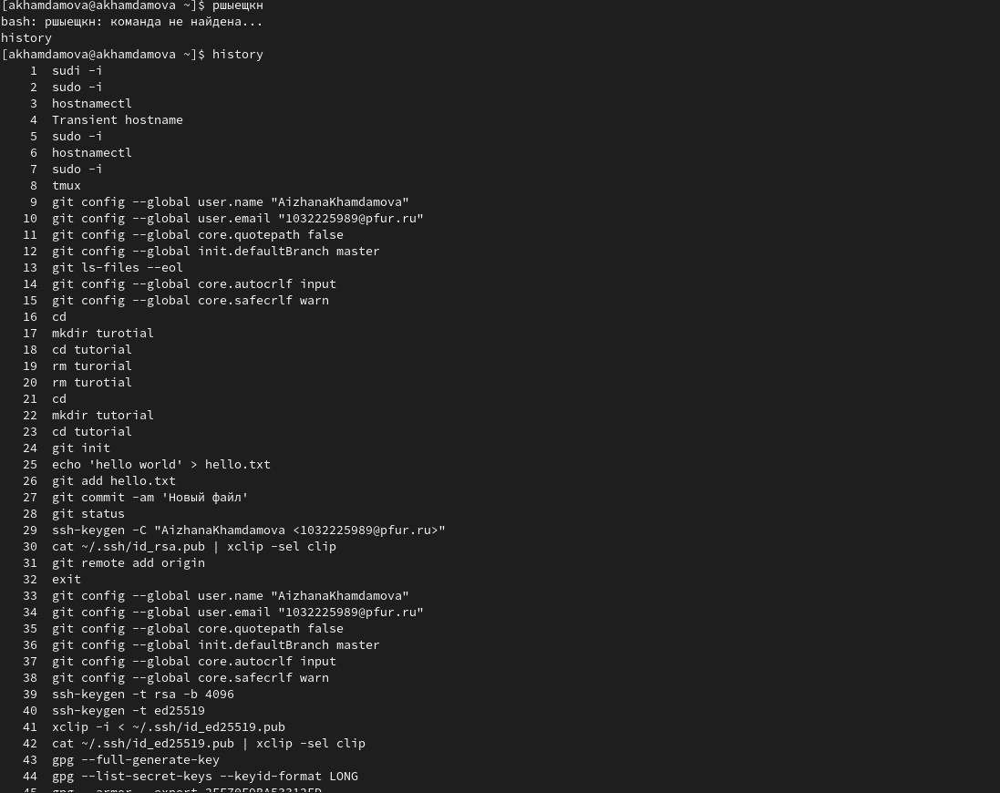 [akhamdamova@akhamdamova ~]$ ршыещкн
bash: ршыещкн: команда не найдена...
history
[akhamdamova@akhamdamova ~]$ history
1 sudi -i
2 sudo -i
3 hostnamectl
4 Transient hostname
5 sudo -i
6 hostnamectl
7 sudo -i
8 tmux
9 git config --global user.name "AizhanaKhamdamova"
10 git config --global user.email "1032225989@pfur.ru"
11 git config --global core.quotepath false
12 git config --global init.defaultBranch master
13 git ls-files --eol
14 git config --global core.autocrlf input
15 git config --global core.safecrlf warn
16 cd
17 mkdir turotial
18 cd tutorial
19 rm turorial
20 rm turotial
21 cd
22 mkdir tutorial
23 cd tutorial
24 git init
25 echo 'hello world' > hello.txt
26 git add hello.txt
27 git commit -am 'Новый файл'
28 git status
29 ssh-keygen -C "AizhanaKhamdamova <1032225989@pfur.ru>"
30 cat ~/.ssh/id_rsa.pub | xclip -sel clip
31 git remote add origin
32 exit
33 git config --global user.name "AizhanaKhamdamova"
34 git config --global user.email "1032225989@pfur.ru"
35 git config --global core.quotepath false
36 git config --global init.defaultBranch master
37 git config --global core.autocrlf input
38 git config --global core.safecrlf warn
39 ssh-keygen -t rsa -b 4096
40 ssh-keygen -t ed25519
41 xclip -i < ~/.ssh/id_ed25519.pub
42 cat ~/.ssh/id_ed25519.pub | xclip -sel clip
43 gpg --full-generate-key
44 gpg --list-secret-keys --keyid-format LONG
45 gpg --armor --export